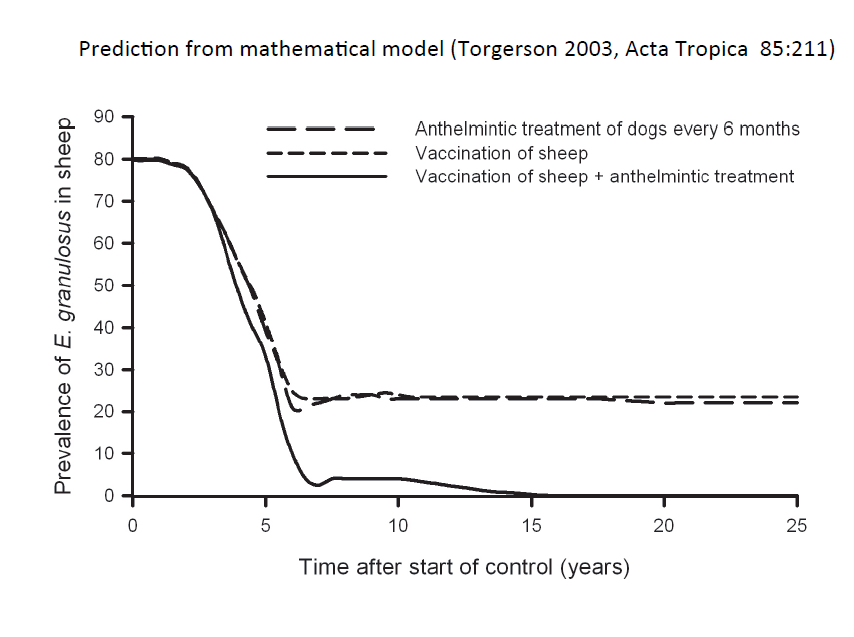 Prediction from mathematical model (Torgerson 2003, Acta Tropica 85:211)
Prevalence of E. granulosus in sheep
90
80
70
60
50
40
30
20
10
0
Anthelmintic treatment of dogs every 6 months
Vaccination of sheep
Vaccination of sheep + anthelmintic treatment
0 5 10 15 20 25
Time after start of control (years)